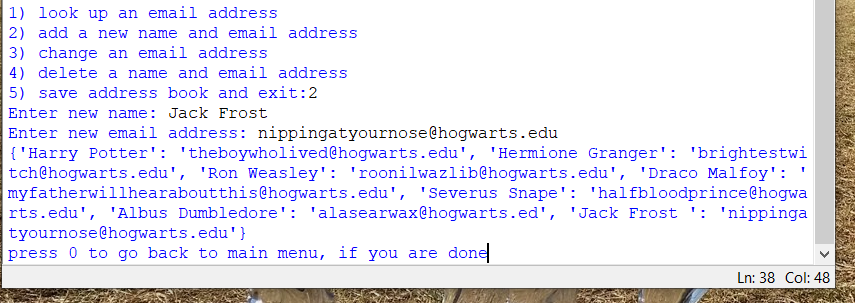 1) look up an email address
2) add a new name and email address
3) change an email address
4) delete a name and email address
5) save address book and exit:2
Enter new name: Jack Frost
Enter new email address: nippingatyournose@hogwarts.edu
{'Harry Potter': 'theboywholived@hogwarts.edu', 'Hermione Granger': 'brightestwi
tch@hogwarts.edu', 'Ron Weasley': 'roonilwazlib@hogwarts.edu', 'Draco Malfoy': '
myfatherwillhearaboutthis@hogwarts.edu', 'Severus Snape': 'halfbloodprince@hogwa
rts.edu', 'Albus Dumbledore': 'alasearwax@hogwarts.ed', 'Jack Frost ': 'nippinga
tyournose@hogwarts.edu'}
press 0 to go back to main menu, if you are done
Ln: 38 Col: 48